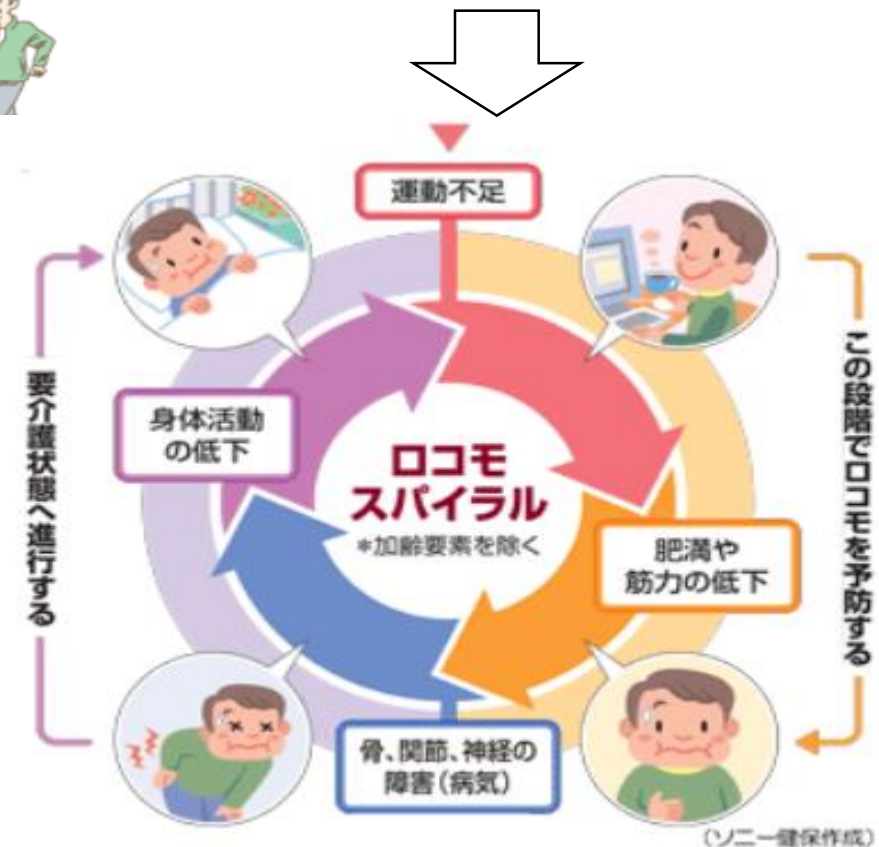 運動不足
この段階でロコモを予防する
要介護状態へ進行する
身体活動
の低下
ロコモ
スパイラル
*加齢要素を除く
肥満や
筋力の低下
骨、関節、神経の
障害(病気)
(ソニー健保作成)